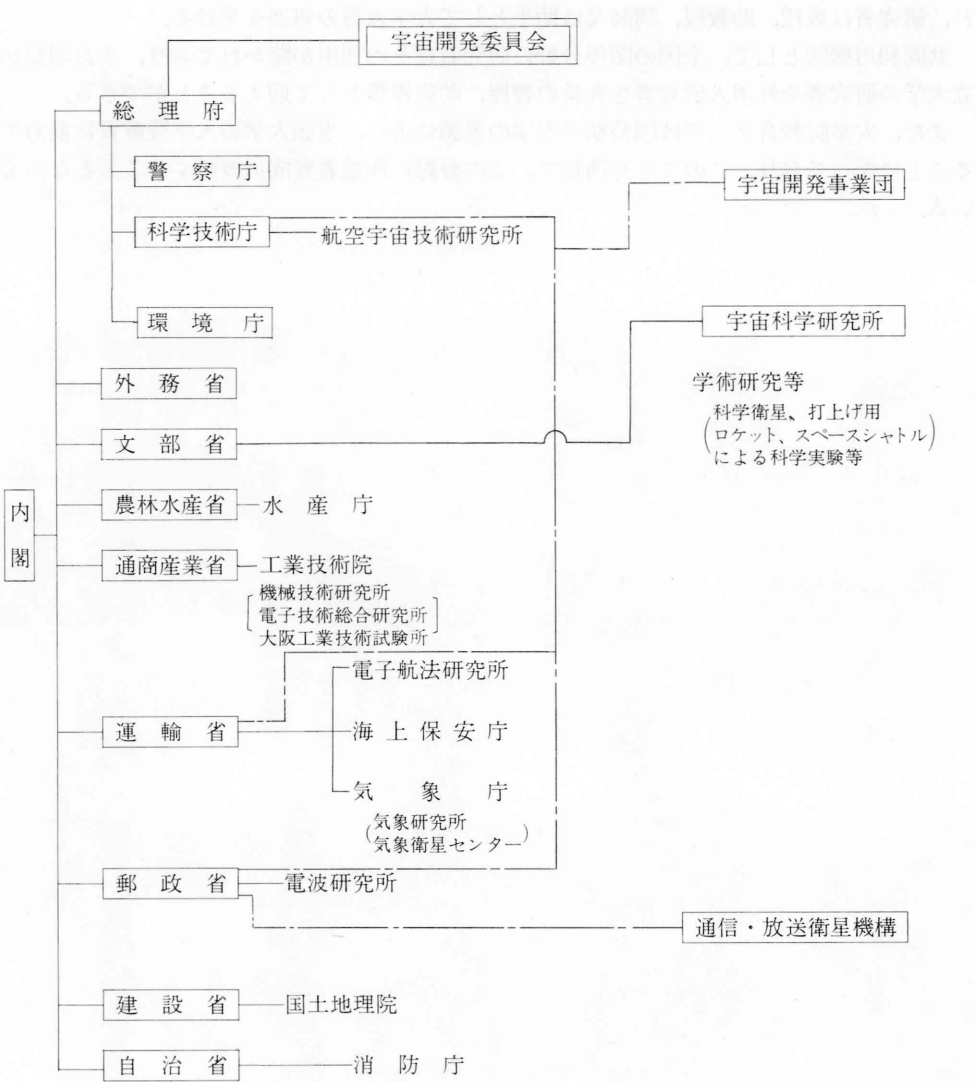 宇宙開発委員会
総理府
警察庁
宇宙開発事業団
科学技術庁 航空宇宙技術研究所
環境庁
宇宙科学研究所
外務省
学術研究等
(科学衛星、打上げ用
ロケット、スペースシャトル
による科学実験等)
文部省
内閣
農林水産省 水産庁
通商産業省 工業技術院
[機械技術研究所
電子技術総合研究所
大阪工業技術試験所]
電子航法研究所
運輸省 海上保安庁
気象庁
(気象研究所
気象衛星センター)
郵政省 電波研究所
通信・放送衛星機構
建設省 国土地理院
自治省 消防庁